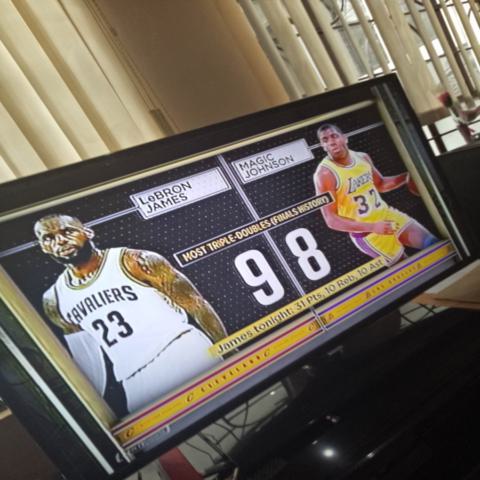 LeBRON
JAMES
MAGIC
JOHNSON
MOST TRIPLE-DOUBLES (FINALS HISTORY)
9 8
CAVALIERS
23
LAKERS
32
James tonight: 31 Pts, 10 Reb, 10 Ast